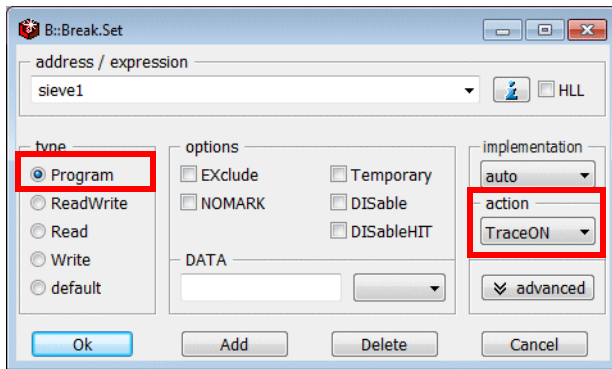 B::Break.Set
address / expression
sieve1
i HLL
type
Program
ReadWrite
Read
Write
default
options
EXclude Temporary
NOMARK DISable
DISableHIT
DATA
implementation
auto
action
TraceON
advanced
Ok Add Delete Cancel